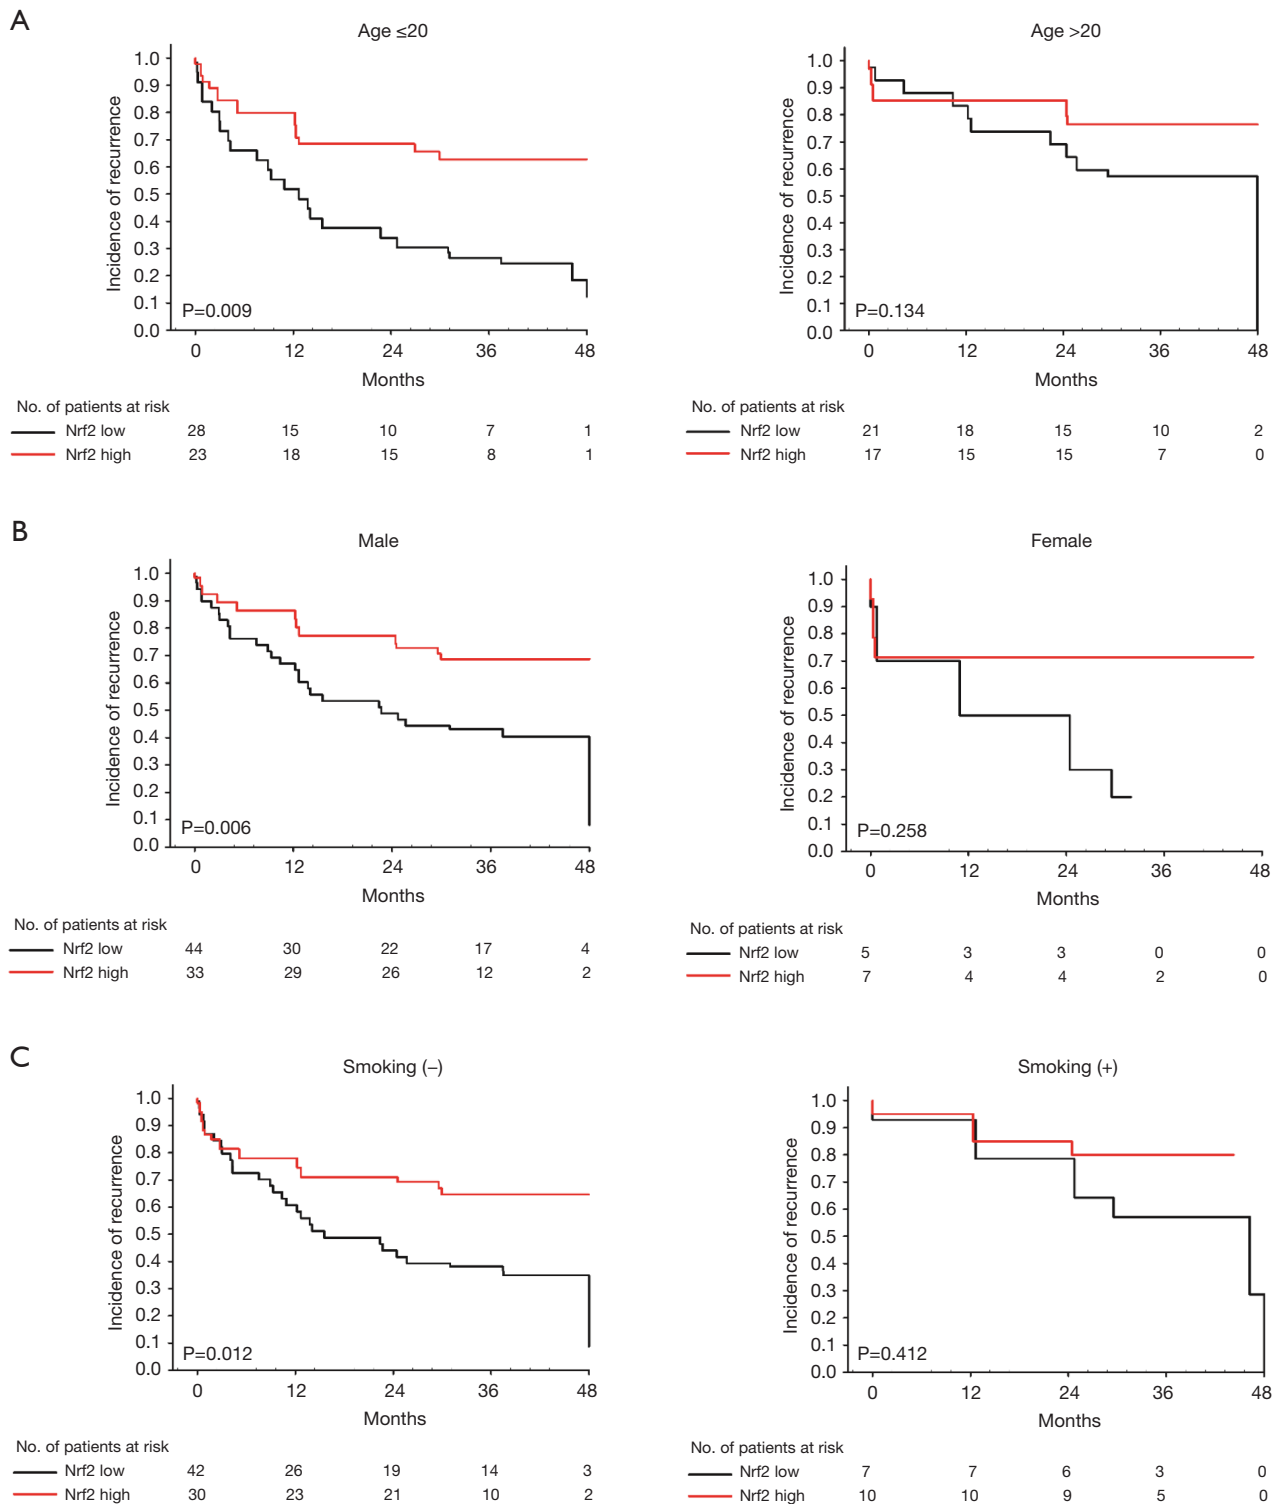 A
Age ≤20
Incidence of recurrence
1.0
0.9
0.8
0.7
0.6
0.5
0.4
0.3
0.2
0.1
0.0
P=0.009
0 12 24 36 48
Months
No. of patients at risk
Nrf2 low 28 15 10 7 1
Nrf2 high 23 18 15 8 1
Age >20
Incidence of recurrence
1.0
0.9
0.8
0.7
0.6
0.5
0.4
0.3
0.2
0.1
0.0
P=0.134
0 12 24 36 48
Months
No. of patients at risk
Nrf2 low 21 18 15 10 2
Nrf2 high 17 15 15 7 0
B
Male
Incidence of recurrence
1.0
0.9
0.8
0.7
0.6
0.5
0.4
0.3
0.2
0.1
0.0
P=0.006
0 12 24 36 48
Months
No. of patients at risk
Nrf2 low 44 30 22 17 4
Nrf2 high 33 29 26 12 2
Female
Incidence of recurrence
1.0
0.9
0.8
0.7
0.6
0.5
0.4
0.3
0.2
0.1
0.0
P=0.258
0 12 24 36 48
Months
No. of patients at risk
Nrf2 low 5 3 3 0 0
Nrf2 high 7 4 4 2 0
C
Smoking (–)
Incidence of recurrence
1.0
0.9
0.8
0.7
0.6
0.5
0.4
0.3
0.2
0.1
0.0
P=0.012
0 12 24 36 48
Months
No. of patients at risk
Nrf2 low 42 26 19 14 3
Nrf2 high 30 23 21 10 2
Smoking (+)
Incidence of recurrence
1.0
0.9
0.8
0.7
0.6
0.5
0.4
0.3
0.2
0.1
0.0
P=0.412
0 12 24 36 48
Months
No. of patients at risk
Nrf2 low 7 7 6 3 0
Nrf2 high 10 10 9 5 0